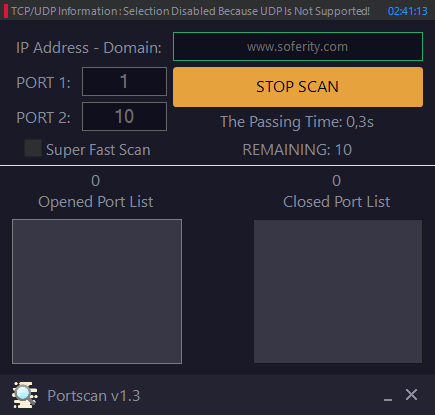 TCP/UDP Information : Selection Disabled Because UDP Is Not Supported! 02:41:13
IP Address - Domain: www.soferity.com
PORT 1: 1
STOP SCAN
PORT 2: 10
The Passing Time: 0,3s
Super Fast Scan
REMAINING: 10
0
Opened Port List
0
Closed Port List
Portscan v1.3